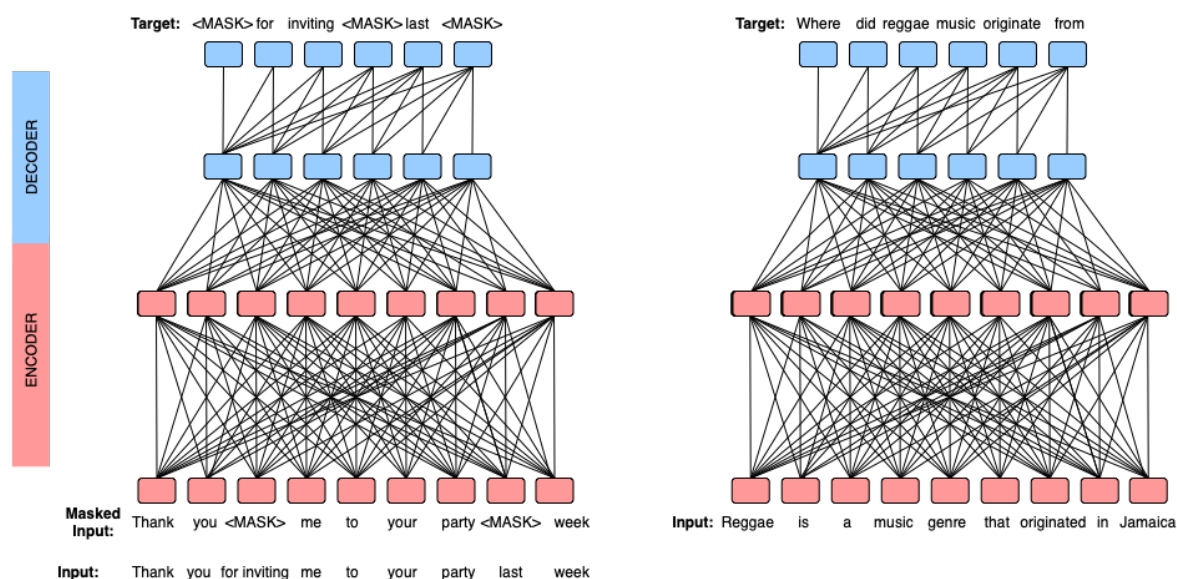 Target: <MASK> for inviting <MASK> last <MASK>
Target: Where did reggae music originate from
DECODER
ENCODER
Masked Input: Thank you <MASK> me to your party <MASK> week
Input: Reggae is a music genre that originated in Jamaica
Input: Thank you for inviting me to your party last week